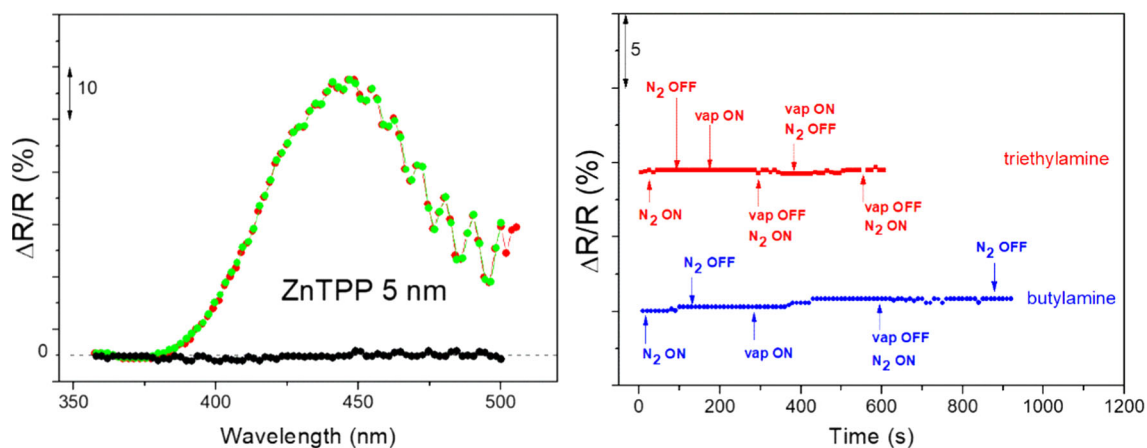 10
ΔR/R (%)
0
ZnTPP 5 nm
350
400
450
500
Wavelength (nm)
5
ΔR/R (%)
N2 OFF
vap ON
vap ON
N2 OFF
triethylamine
N2 ON
vap OFF
N2 ON
vap OFF
N2 ON
N2 OFF
N2 OFF
butylamine
N2 ON
vap ON
vap OFF
N2 ON
0
200
400
600
800
1000
1200
Time (s)